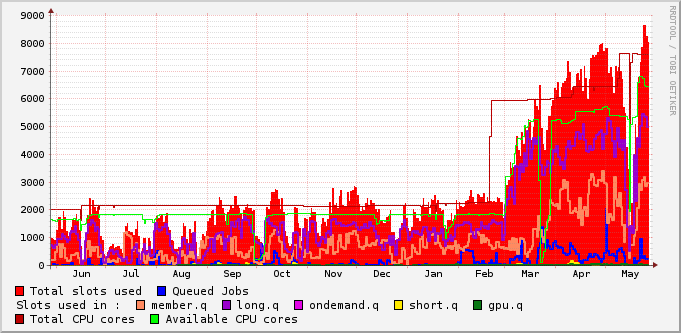 9000
8000
7000
6000
5000
4000
3000
2000
1000
0
Jun Jul Aug Sep Oct Nov Dec Jan Feb Mar Apr May
RRDTOOL / TOBI OETIKER
Total slots used Queued Jobs
Slots used in : member.q long.q ondemand.q short.q gpu.q
Total CPU cores Available CPU cores